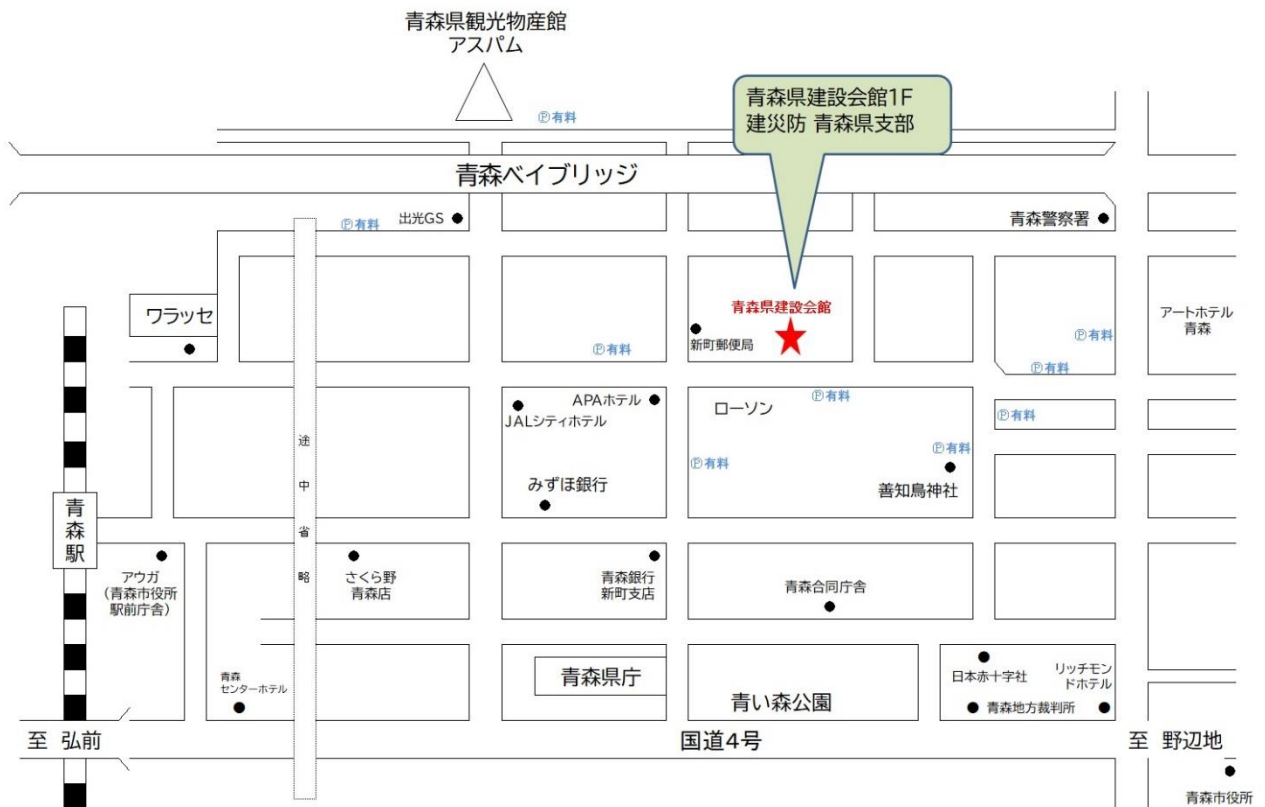 青森県観光物産館
アスパム
Ⓟ有料
青森県建設会館1F
建災防 青森県支部
青森ベイブリッジ
Ⓟ有料
出光GS
青森警察署
ワラッセ
青森県建設会館
新町郵便局
Ⓟ有料
アートホテル
青森
Ⓟ有料
Ⓟ有料
APAホテル
JALシティホテル
ローソン
Ⓟ有料
Ⓟ有料
Ⓟ有料
Ⓟ有料
善知鳥神社
みずほ銀行
途中省略
青森駅
アウガ
(青森市役所
駅前庁舎)
さくら野
青森店
青森銀行
新町支店
青森合同庁舎
青森
センターホテル
青森県庁
青い森公園
日本赤十字社
リッチモン
ドホテル
青森地方裁判所
至 弘前
国道4号
至 野辺地
青森市役所